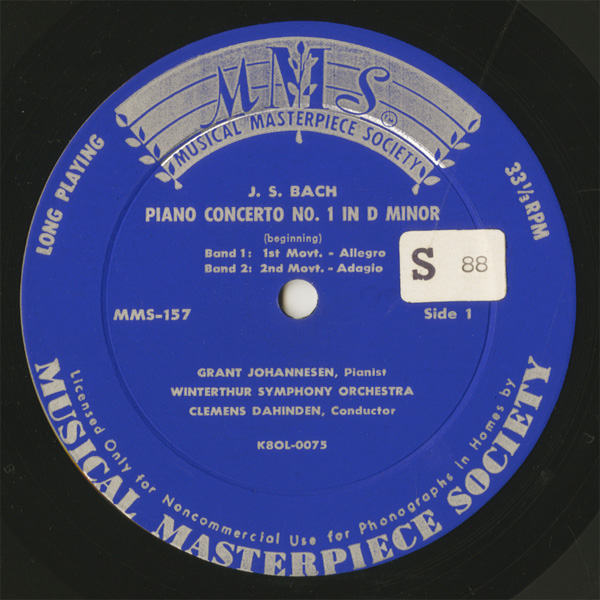 MMS
TM
MUSICAL MASTERPIECE SOCIETY
LONG PLAYING
33⅓ RPM
J. S. BACH
PIANO CONCERTO NO. 1 IN D MINOR
(beginning)
Band 1: 1st Movt. - Allegro
Band 2: 2nd Movt. - Adagio
S 88
MMS-157
Side 1
GRANT JOHANNESEN, Pianist
WINTERTHUR SYMPHONY ORCHESTRA
CLEMENS DAHINDEN, Conductor
K8OL-0075
Licensed Only for Noncommercial Use for Phonographs in Homes by
MUSICAL MASTERPIECE SOCIETY